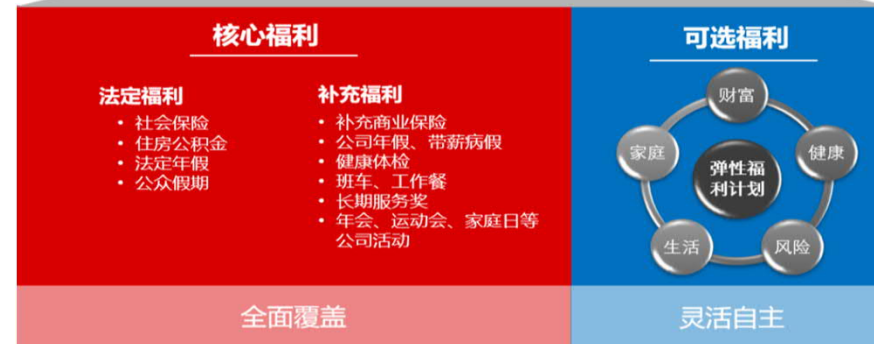 核心福利
法定福利
• 社会保险
• 住房公积金
• 法定年假
• 公众假期
补充福利
• 补充商业保险
• 公司年假、带薪病假
• 健康体检
• 班车、工作餐
• 长期服务奖
• 年会、运动会、家庭日等
公司活动
全面覆盖
可选福利
财富
家庭
健康
弹性福
利计划
生活
风险
灵活自主